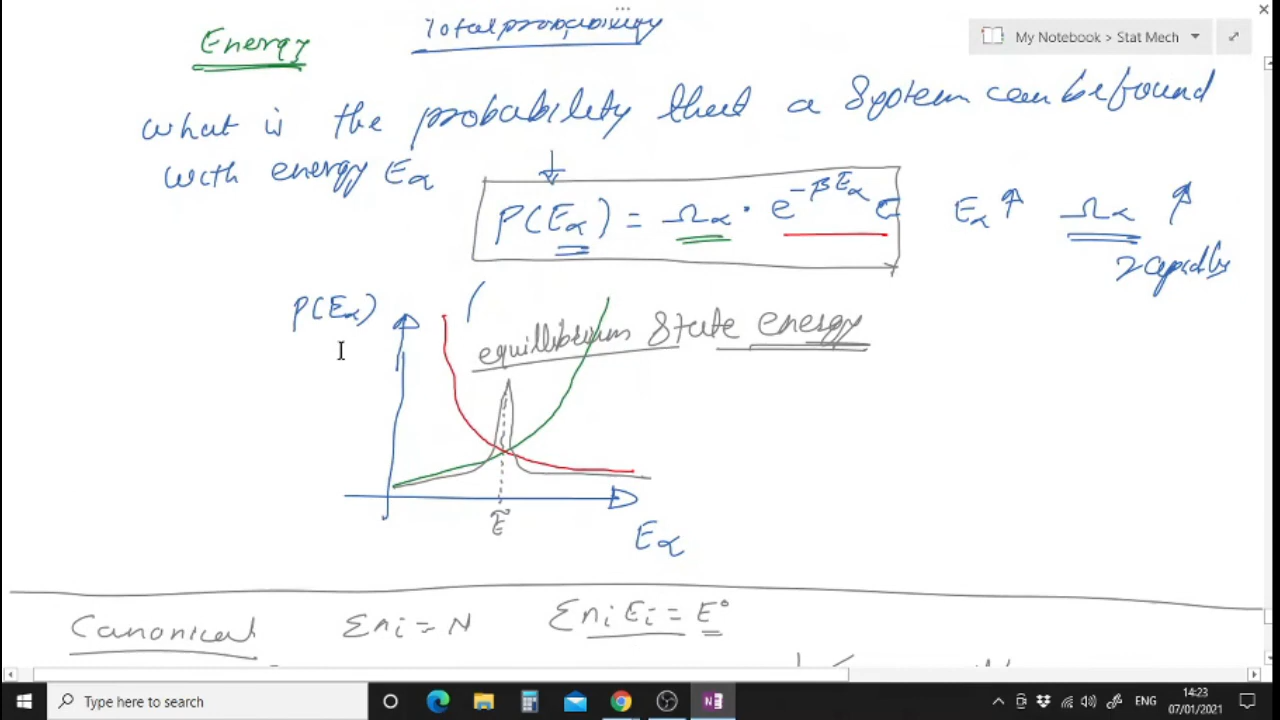 Energy
Total probability
My Notebook > Stat Mech
what is the probability that a System can be found
with energy Eα
P(Eα) = Ωα · e^-βEα
Eα↑ Ωα ↑
rapidly
P(Eα)
equillibrium State energy
Ē
Eα
Canonical Σni = N Σni Ei = E°
Type here to search
ENG
14:23
07/01/2021